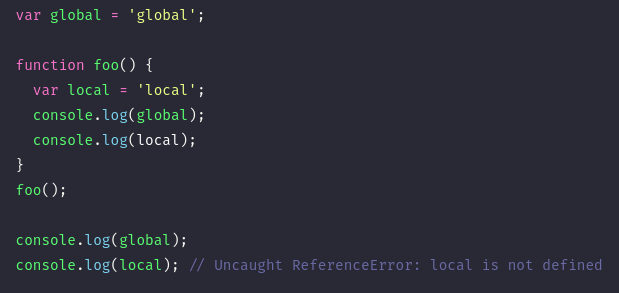 var global = 'global';
function foo() {
var local = 'local';
console.log(global);
console.log(local);
}
foo();
console.log(global);
console.log(local); // Uncaught ReferenceError: local is not defined